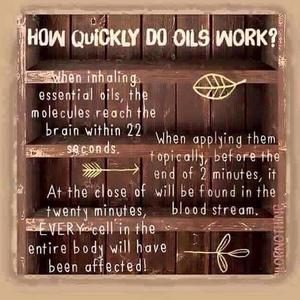 HOW QUICKLY DO OILS WORK?
When inhaling
essential oils, the
molecules reach the
brain within 22
seconds.
When applying them
topically, before the
end of 2 minutes, it
will be found in the
blood stream.
At the close of
twenty minutes,
EVERY cell in the
entire body will have
been affected!